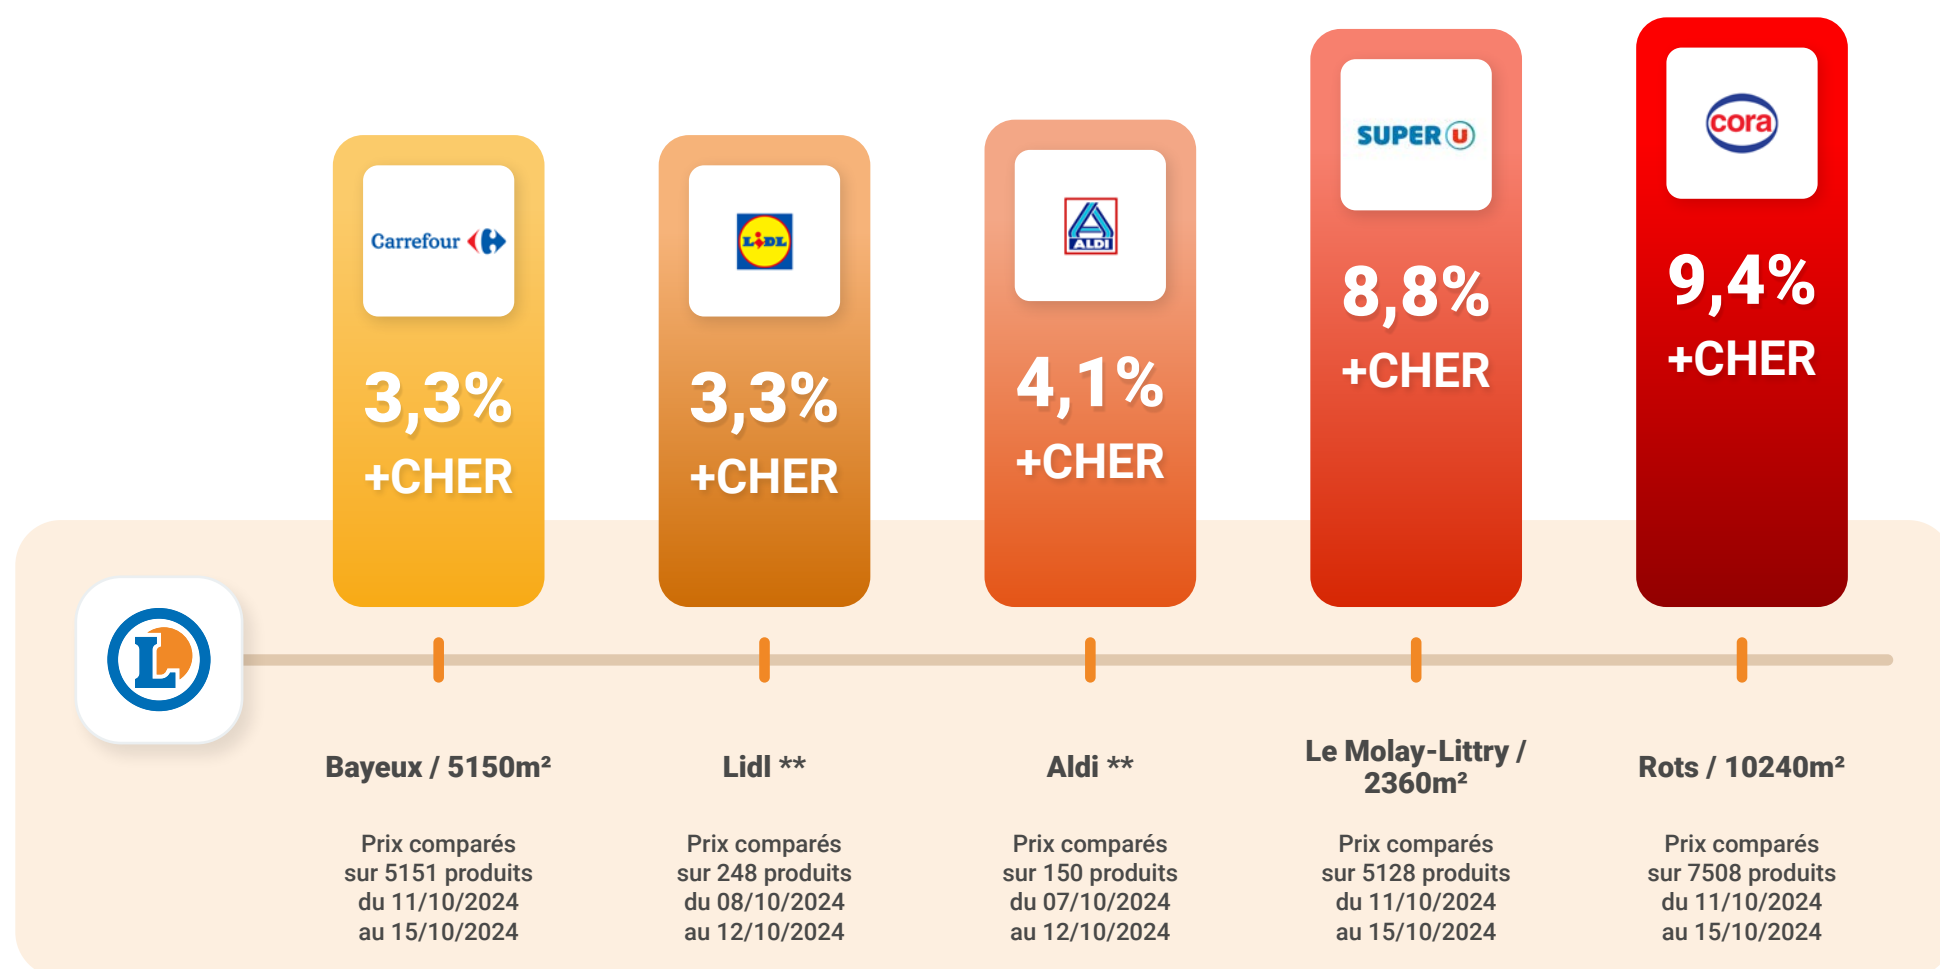 Carrefour
3,3%
+CHER
LIDL
3,3%
+CHER
ALDI
4,1%
+CHER
SUPER U
8,8%
+CHER
cora
9,4%
+CHER
L
Bayeux / 5150m²
Prix comparés
sur 5151 produits
du 11/10/2024
au 15/10/2024
Lidl **
Prix comparés
sur 248 produits
du 08/10/2024
au 12/10/2024
Aldi **
Prix comparés
sur 150 produits
du 07/10/2024
au 12/10/2024
Le Molay-Littry /
2360m²
Prix comparés
sur 5128 produits
du 11/10/2024
au 15/10/2024
Rots / 10240m²
Prix comparés
sur 7508 produits
du 11/10/2024
au 15/10/2024